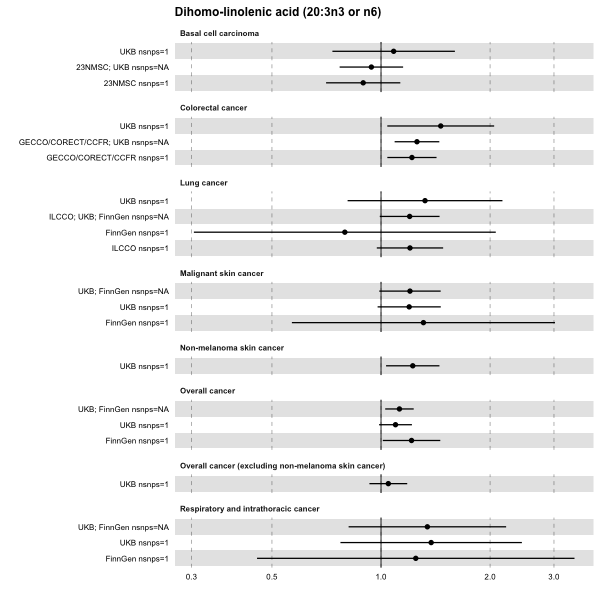 Dihomo-linolenic acid (20:3n3 or n6)
Basal cell carcinoma
UKB nsnps=1
23NMSC; UKB nsnps=NA
23NMSC nsnps=1
Colorectal cancer
UKB nsnps=1
GECCO/CORECT/CCFR; UKB nsnps=NA
GECCO/CORECT/CCFR nsnps=1
Lung cancer
UKB nsnps=1
ILCCO; UKB; FinnGen nsnps=NA
FinnGen nsnps=1
ILCCO nsnps=1
Malignant skin cancer
UKB; FinnGen nsnps=NA
UKB nsnps=1
FinnGen nsnps=1
Non-melanoma skin cancer
UKB nsnps=1
Overall cancer
UKB; FinnGen nsnps=NA
UKB nsnps=1
FinnGen nsnps=1
Overall cancer (excluding non-melanoma skin cancer)
UKB nsnps=1
Respiratory and intrathoracic cancer
UKB; FinnGen nsnps=NA
UKB nsnps=1
FinnGen nsnps=1
0.3 0.5 1.0 2.0 3.0